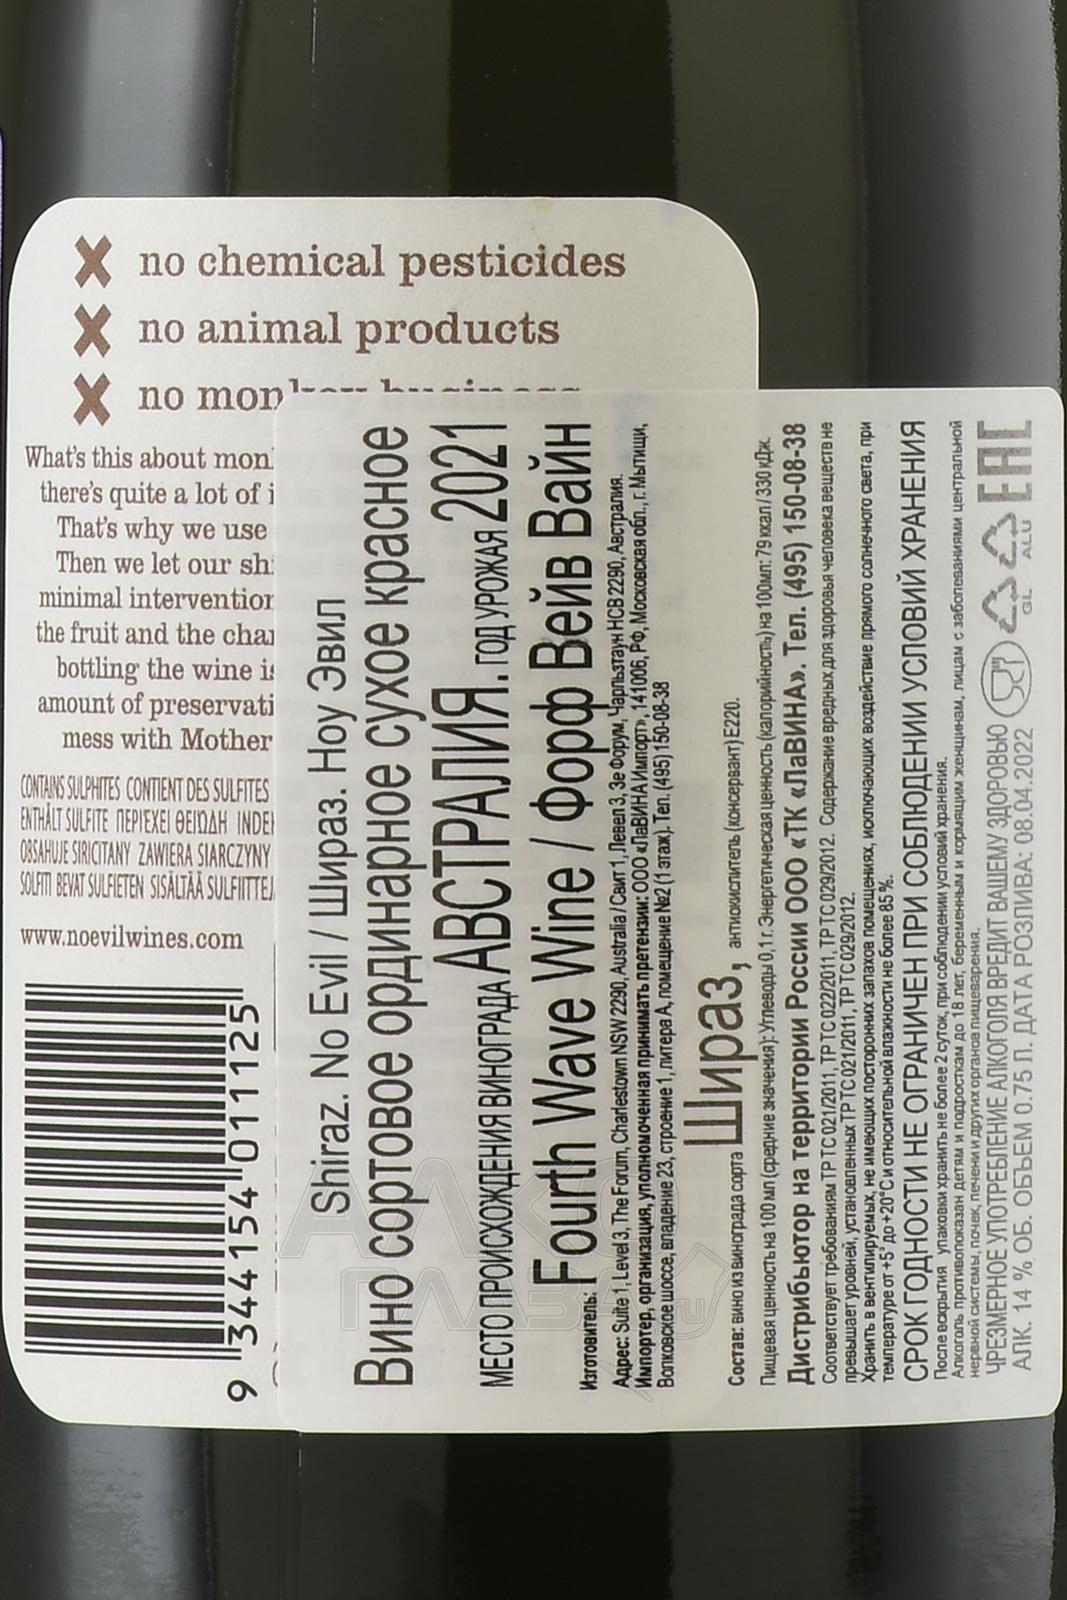 no chemical pesticides
no animal products
no monkey business
What's this about mon
there's quite a lot of i
That's why we use
Then we let our sh
minimal intervention
the fruit and the char
bottling the wine is
amount of preservati
mess with Mother
CONTAINS SULPHITES CONTIENT DES SULFITES
ENTHÄLT SULFITE ΠΕΡΙΈΧΕΙ ΘΕΙΏΔΗ
OBSAHUJE SIRICITANY ZAWIERA SIARCZYNY
SOLFITI BEVAT SULFIETEN SISÄLTÄÄ SULFIITTEJ
www.noevilwines.com
9 344154 011125
Shiraz. No Evil / Шираз. Ноу Эвил
Вино сортовое ординарное сухое красное
МЕСТО ПРОИСХОЖДЕНИЯ ВИНОГРАДА АВСТРАЛИЯ. ГОД УРОЖАЯ 2021
Изготовитель: Fourth Wave Wine / Форф Вейв Вайн
Адрес: Suite 1, Level 3, The Forum, Charlestown NSW 2290, Australia / Свит 1, Левел 3, Зе Форум, Чарльзтаун НСВ 2290, Австралия.
Импортер, организация, уполномоченная принимать претензии: ООО «ЛаВИНА Импорт», 141006, РФ, Московская обл., г. Мытищи,
Волковское шоссе, владение 23, строение 1, литера А, помещение №2 (1 этаж). Тел. (495) 150-08-38
Состав: вино из винограда сорта Шираз, антиокислитель (консервант) Е220.
Пищевая ценность на 100 мл (средние значения): Углеводы 0,1 г. Энергетическая ценность (калорийность) на 100мл: 79 ккал / 330 кДж.
Дистрибьютор на территории России ООО «ТК «ЛаВИНА». Тел. (495) 150-08-38
Соответствует требованиям ТР ТС 021/2011, ТР ТС 022/2011, ТР ТС 029/2012. Содержание вредных для здоровья человека веществ не
превышает уровней, установленных ТР ТС 021/2011, ТР ТС 029/2012.
Хранить в вентилируемых, не имеющих посторонних запахов помещениях, исключающих воздействие прямого солнечного света, при
температуре от +5° до +20°С и относительной влажности не более 85 %.
СРОК ГОДНОСТИ НЕ ОГРАНИЧЕН ПРИ СОБЛЮДЕНИИ УСЛОВИЙ ХРАНЕНИЯ
После вскрытия упаковки хранить не более 2 суток, при соблюдении условий хранения.
Алкоголь противопоказан детям и подросткам до 18 лет, беременным и кормящим женщинам, лицам с заболеваниями центральной
нервной системы, почек, печени и других органов пищеварения.
ЧРЕЗМЕРНОЕ УПОТРЕБЛЕНИЕ АЛКОГОЛЯ ВРЕДИТ ВАШЕМУ ЗДОРОВЬЮ
АЛК. 14 %. ОБ. ОБЪЕМ 0.75 Л. ДАТА РОЗЛИВА: 08.04.2022
GL ALU
EAC
АЛКО
ПЛАЗА.ru